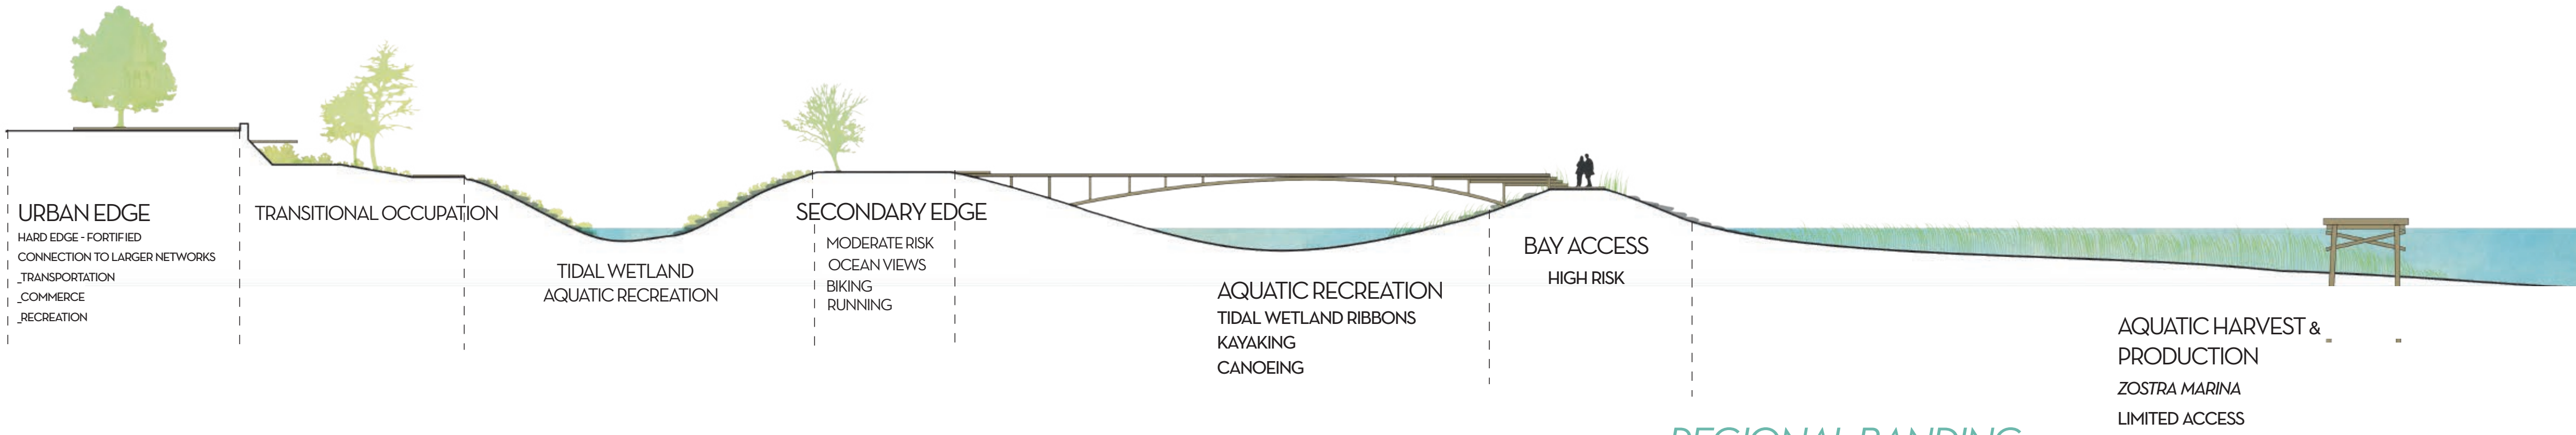 URBAN EDGE
HARD EDGE - FORTIFIED
CONNECTION TO LARGER NETWORKS
_TRANSPORTATION
_COMMERCE
_RECREATION
TRANSITIONAL OCCUPATION
TIDAL WETLAND
AQUATIC RECREATION
SECONDARY EDGE
MODERATE RISK
OCEAN VIEWS
BIKING
RUNNING
AQUATIC RECREATION
TIDAL WETLAND RIBBONS
KAYAKING
CANOEING
BAY ACCESS
HIGH RISK
AQUATIC HARVEST &
PRODUCTION
ZOSTRA MARINA
LIMITED ACCESS
REGIONAL BANDING